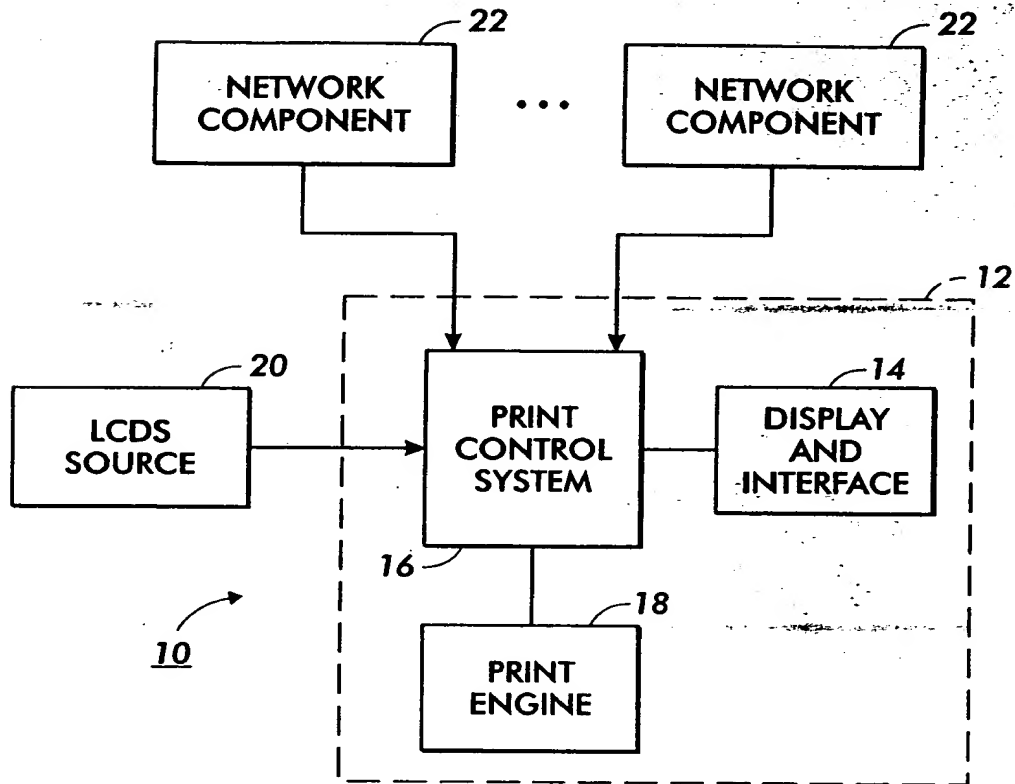 22
22
NETWORK
COMPONENT
...
NETWORK
COMPONENT
12
20
LCDS
SOURCE
PRINT
CONTROL
SYSTEM
14
DISPLAY
AND
INTERFACE
16
10
18
PRINT
ENGINE